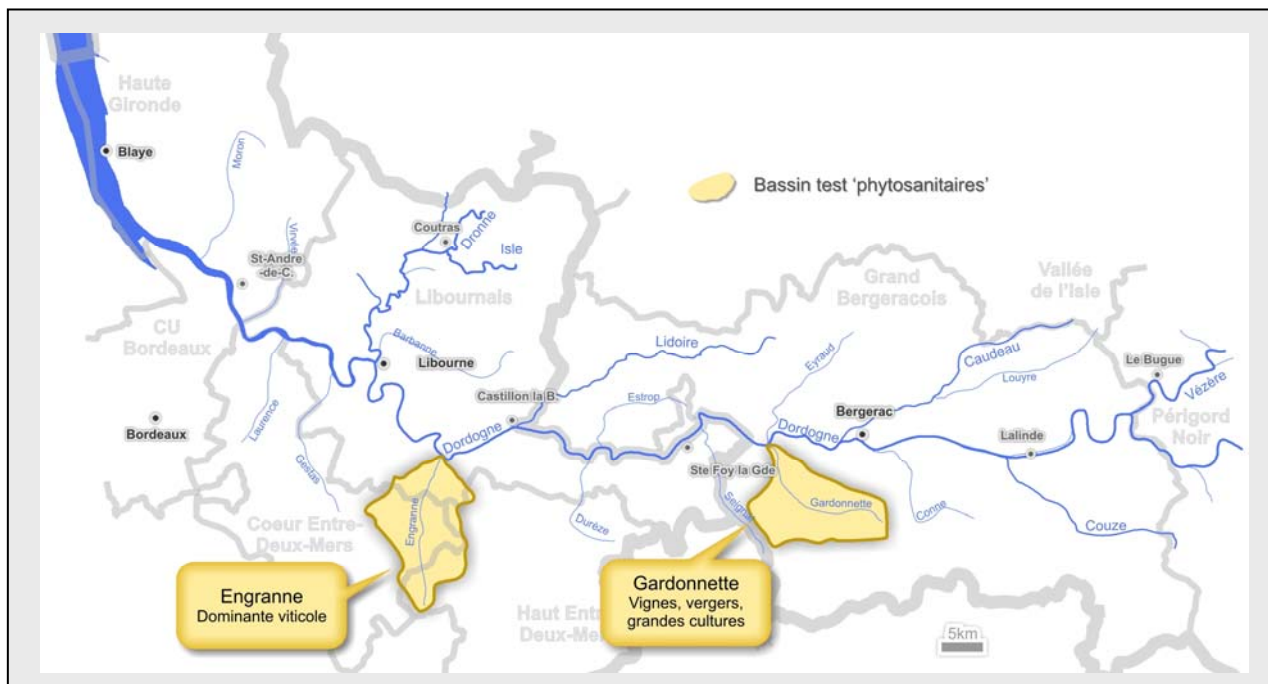 Haute
Gironde
Blaye
Moron
Virvée
St-Andre
-de-C.
CU
Bordeaux
Bordeaux
Laurence
Gestas
Coutras
Dronne
Isle
Libournais
Barbanne
Libourne
Castillon la B.
Dordogne
Lidoire
Estrop
Ste Foy la Gde
Bassin test ‘phytosanitaires’
Grand
Bergeracois
Vallée
de l’Isle
Eyraud
Caudeau
Louyre
Le Bugue
Vézère
Périgord
Noir
Dordogne
Bergerac
Lalinde
Conne
Couze
Seignal
Gardonnette
Durèze
Engranne
Coeur Entre-
Deux-Mers
Haut Entre
Deux-Mers
Engranne
Dominante viticole
Gardonnette
Vignes, vergers,
grandes cultures
5km